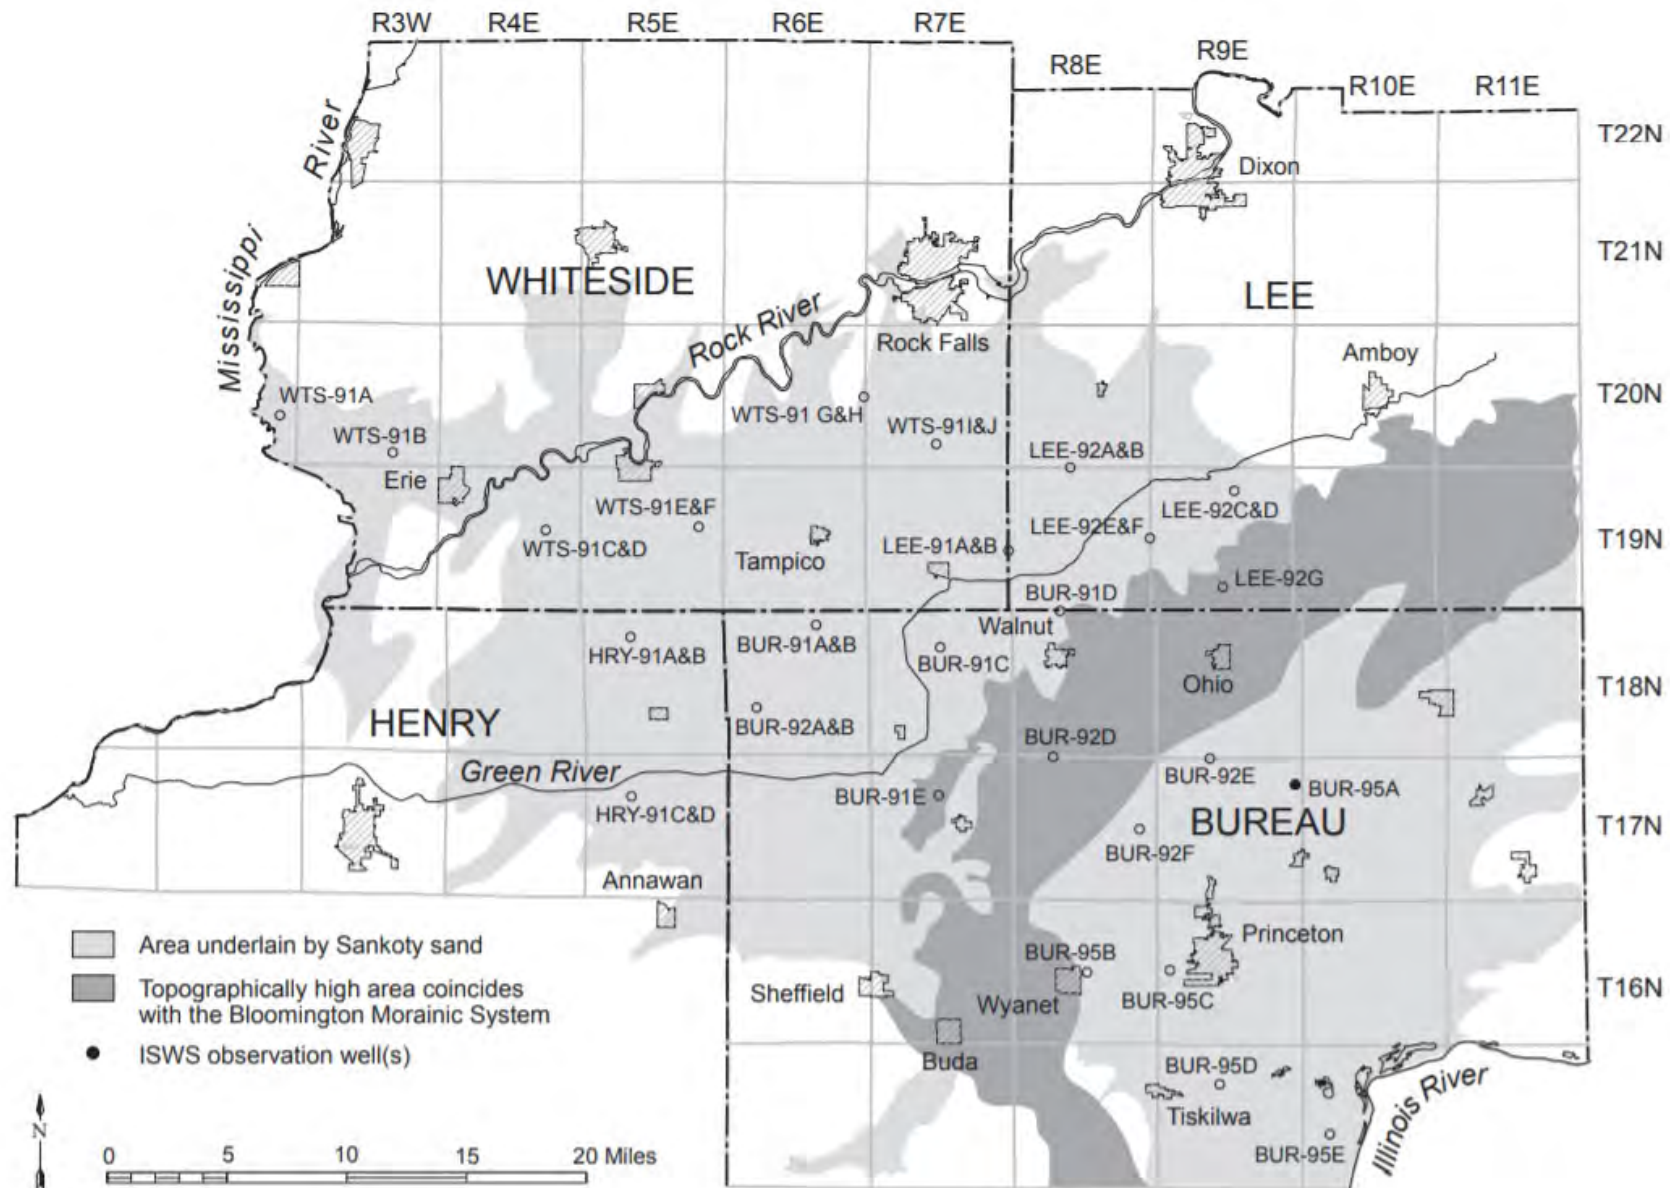 R3W R4E R5E R6E R7E
R8E R9E R10E R11E
T22N
T21N
T20N
T19N
T18N
T17N
T16N
Mississippi River
Dixon
WHITESIDE
LEE
Rock River
Rock Falls
Amboy
WTS-91A
WTS-91B
Erie
WTS-91 G&H
WTS-91I&J
LEE-92A&B
WTS-91E&F
WTS-91C&D
Tampico
LEE-91A&B
LEE-92E&F
LEE-92C&D
LEE-92G
BUR-91D
Walnut
HRY-91A&B
BUR-91A&B
BUR-91C
Ohio
HENRY
BUR-92A&B
BUR-92D
BUR-92E
BUR-95A
Green River
HRY-91C&D
BUR-91E
BUREAU
BUR-92F
Annawan
Princeton
BUR-95B
Sheffield
Wyanet
BUR-95C
Buda
BUR-95D
Tiskilwa
BUR-95E
Illinois River
Area underlain by Sankoty sand
Topographically high area coincides
with the Bloomington Morainic System
ISWS observation well(s)
N
0 5 10 15 20 Miles